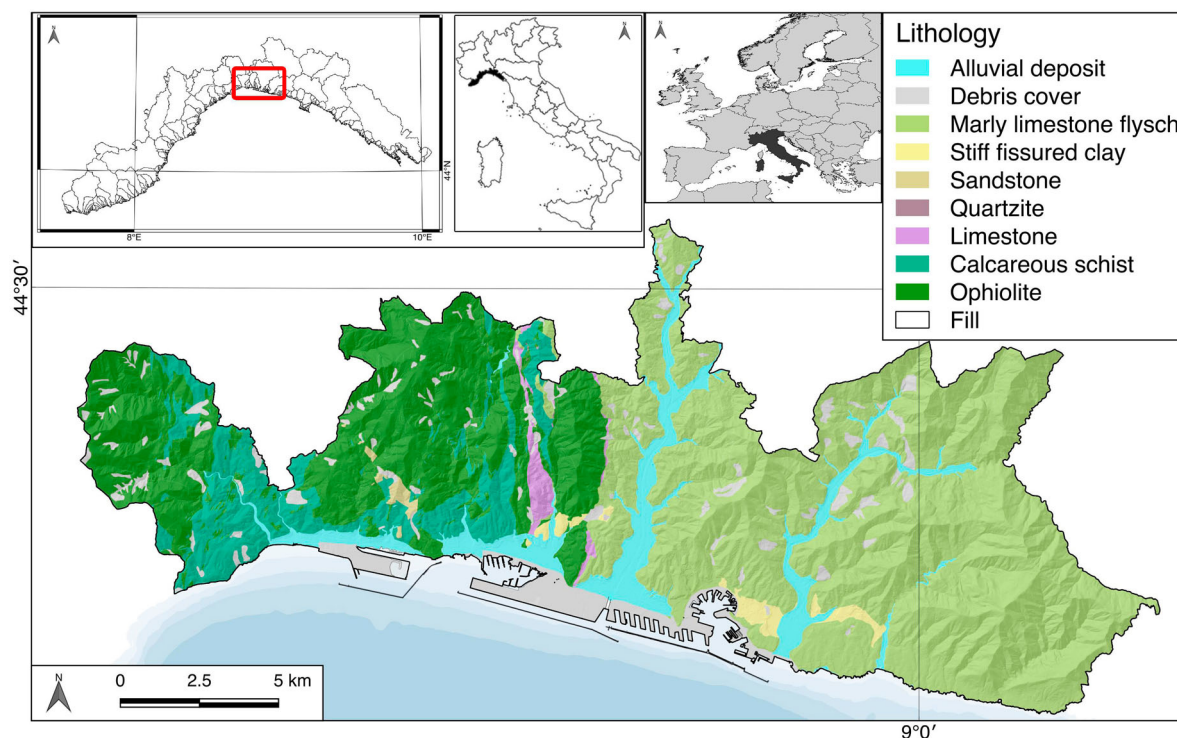 N
N
N
44°N
8°E
10°E
Lithology
Alluvial deposit
Debris cover
Marly limestone flysch
Stiff fissured clay
Sandstone
Quartzite
Limestone
Calcareous schist
Ophiolite
Fill
44°30′
N
0 2.5 5 km
9°0′